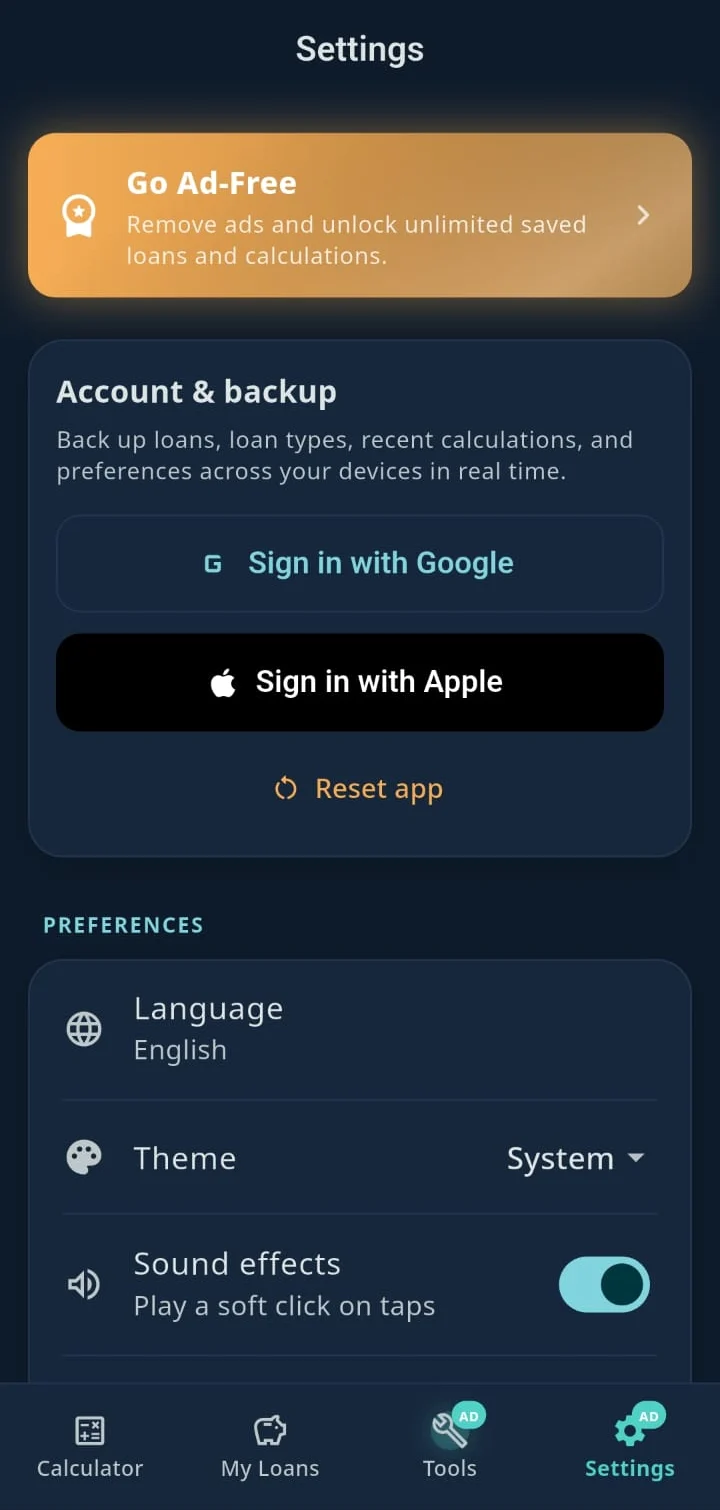 Settings
Go Ad-Free
Remove ads and unlock unlimited saved
loans and calculations.
Account & backup
Back up loans, loan types, recent calculations, and
preferences across your devices in real time.
G Sign in with Google
Sign in with Apple
Reset app
PREFERENCES
Language
English
Theme
System
Sound effects
Play a soft click on taps
AD
AD
Calculator
My Loans
Tools
Settings